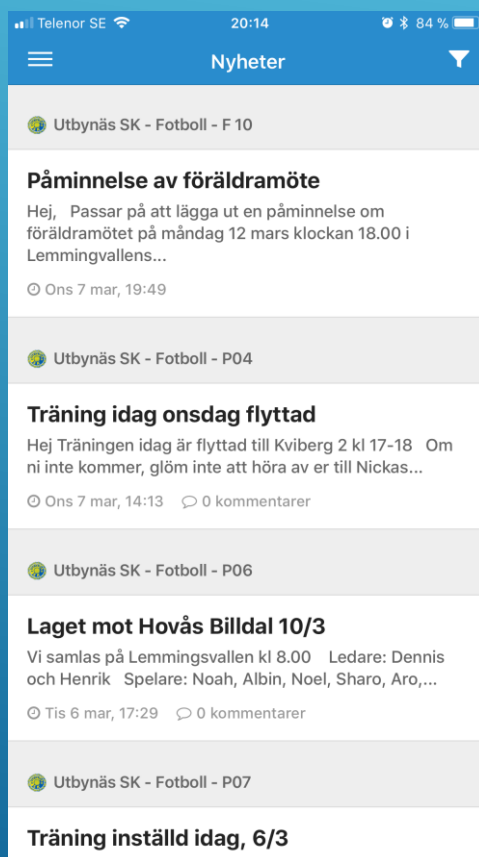 Telenor SE 20:14 84 %
Nyheter
Utbynäs SK - Fotboll - F 10
Påminnelse av föräldramöte
Hej, Passar på att lägga ut en påminnelse om
föräldramötet på måndag 12 mars klockan 18.00 i
Lemmingvallens...
Ons 7 mar, 19:49
Utbynäs SK - Fotboll - P04
Träning idag onsdag flyttad
Hej Träningen idag är flyttad till Kviberg 2 kl 17-18 Om
ni inte kommer, glöm inte att höra av er till Nickas...
Ons 7 mar, 14:13 0 kommentarer
Utbynäs SK - Fotboll - P06
Laget mot Hovås Billdal 10/3
Vi samlas på Lemmingsvallen kl 8.00 Ledare: Dennis
och Henrik Spelare: Noah, Albin, Noel, Sharo, Aro,...
Tis 6 mar, 17:29 0 kommentarer
Utbynäs SK - Fotboll - P07
Träning inställd idag, 6/3